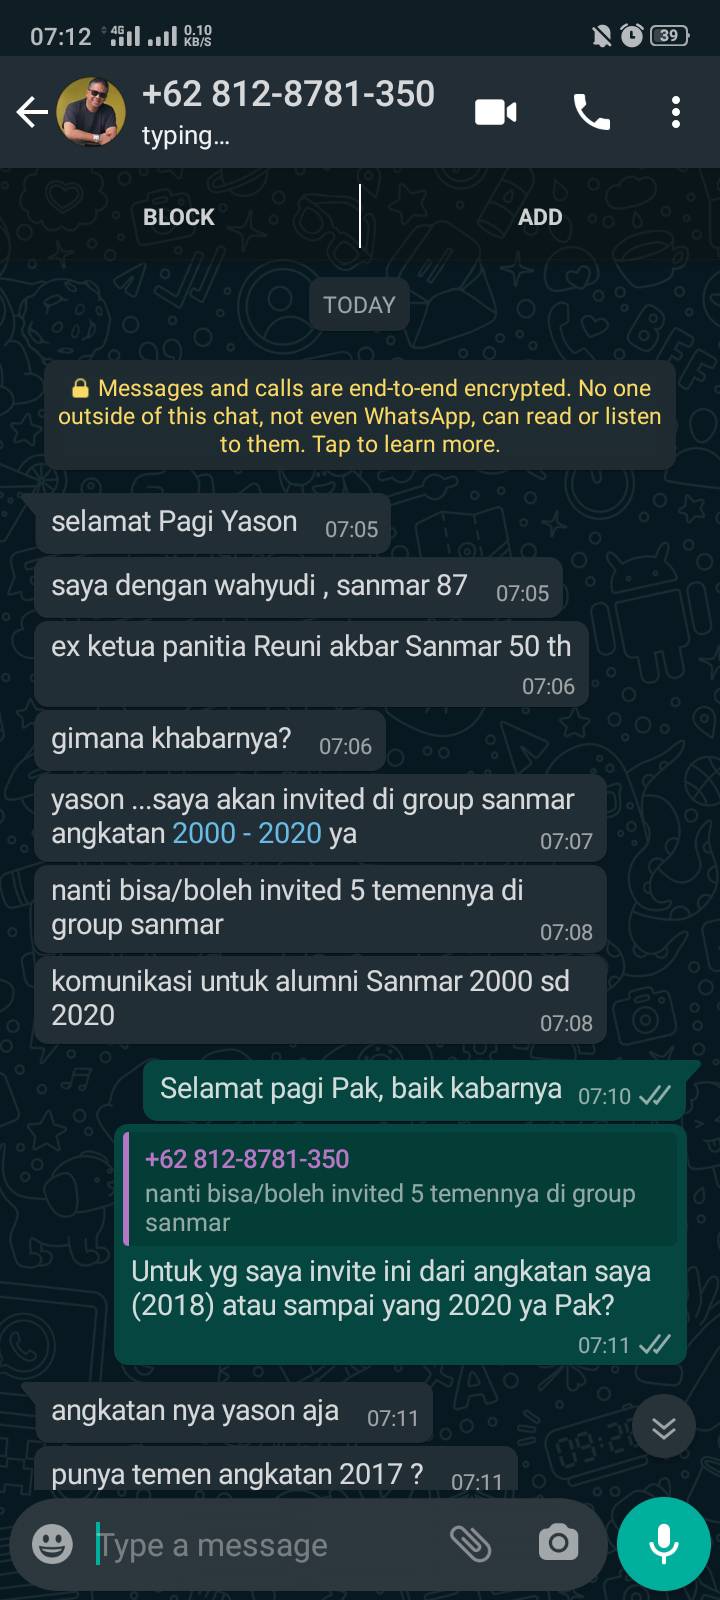 07:12 4G 0.10 KB/S 39
+62 812-8781-350
typing...
BLOCK ADD
TODAY
Messages and calls are end-to-end encrypted. No one
outside of this chat, not even WhatsApp, can read or listen
to them. Tap to learn more.
selamat Pagi Yason 07:05
saya dengan wahyudi , sanmar 87 07:05
ex ketua panitia Reuni akbar Sanmar 50 th
07:06
gimana khabarnya? 07:06
yason ...saya akan invited di group sanmar
angkatan 2000 - 2020 ya 07:07
nanti bisa/boleh invited 5 temennya di
group sanmar 07:08
komunikasi untuk alumni Sanmar 2000 sd
2020 07:08
Selamat pagi Pak, baik kabarnya 07:10
+62 812-8781-350
nanti bisa/boleh invited 5 temennya di group
sanmar
Untuk yg saya invite ini dari angkatan saya
(2018) atau sampai yang 2020 ya Pak?
07:11
angkatan nya yason aja 07:11
punya temen angkatan 2017 ? 07:11
Type a message